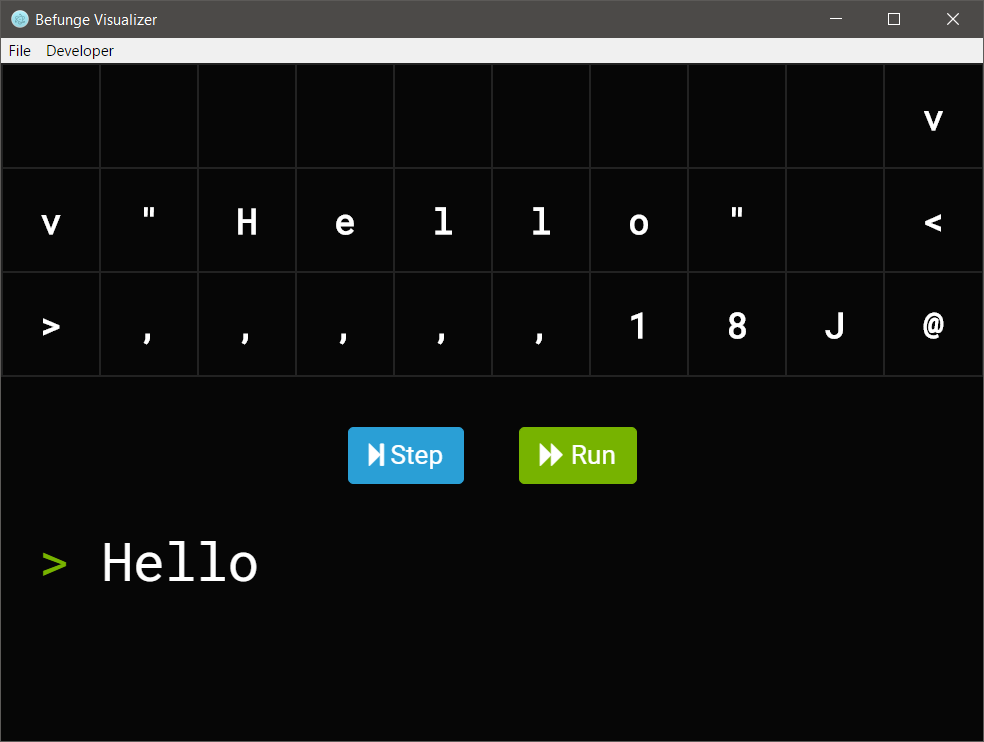 Befunge Visualizer
File Developer
v
v " H e l l o " <
> , , , , , 1 8 J @
Step Run
> Hello